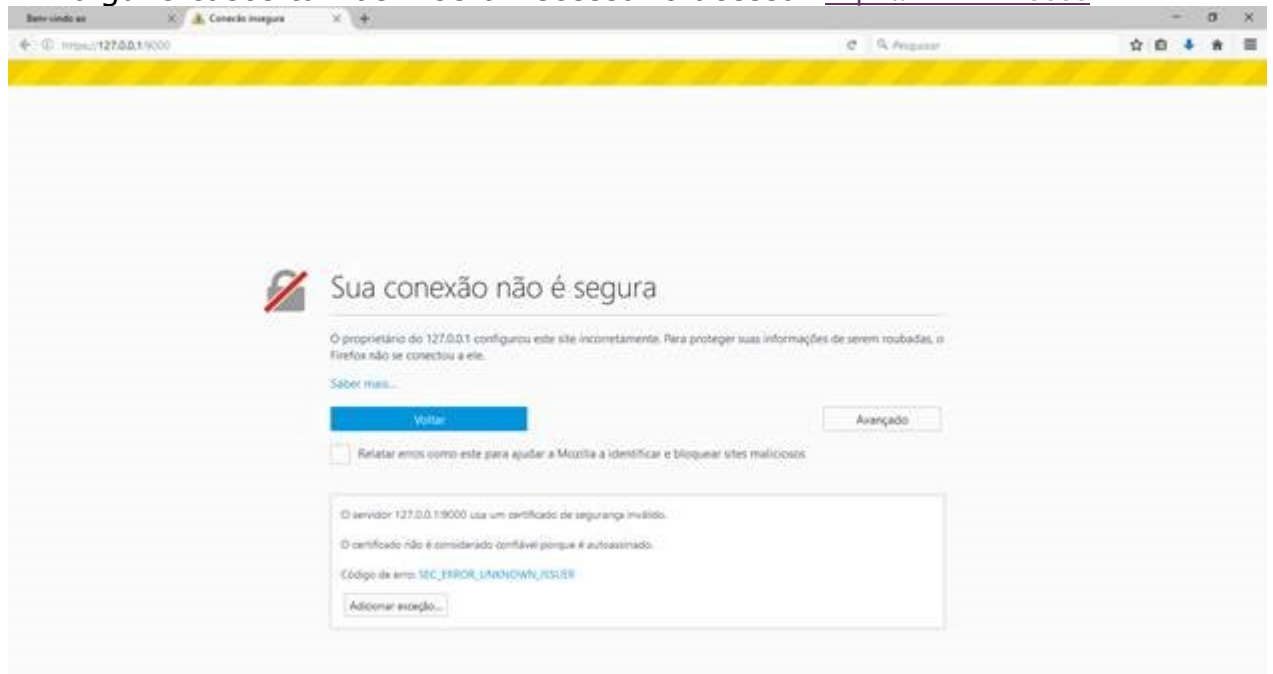 Bem-vindo ao
Conexão insegura
https://127.0.0.1:9000
Pesquisar
Sua conexão não é segura
O proprietário do 127.0.0.1 configurou este site incorretamente. Para proteger suas informações de serem roubadas, o
Firefox não se conectou a ele.
Saber mais...
Voltar
Avançado
Relatar erros como este para ajudar a Mozilla a identificar e bloquear sites maliciosos
O servidor 127.0.0.1:9000 usa um certificado de segurança inválido.
O certificado não é considerado confiável porque é autoassinado.
Código de erro: SEC_ERROR_UNKNOWN_ISSUER
Adicionar exceção...